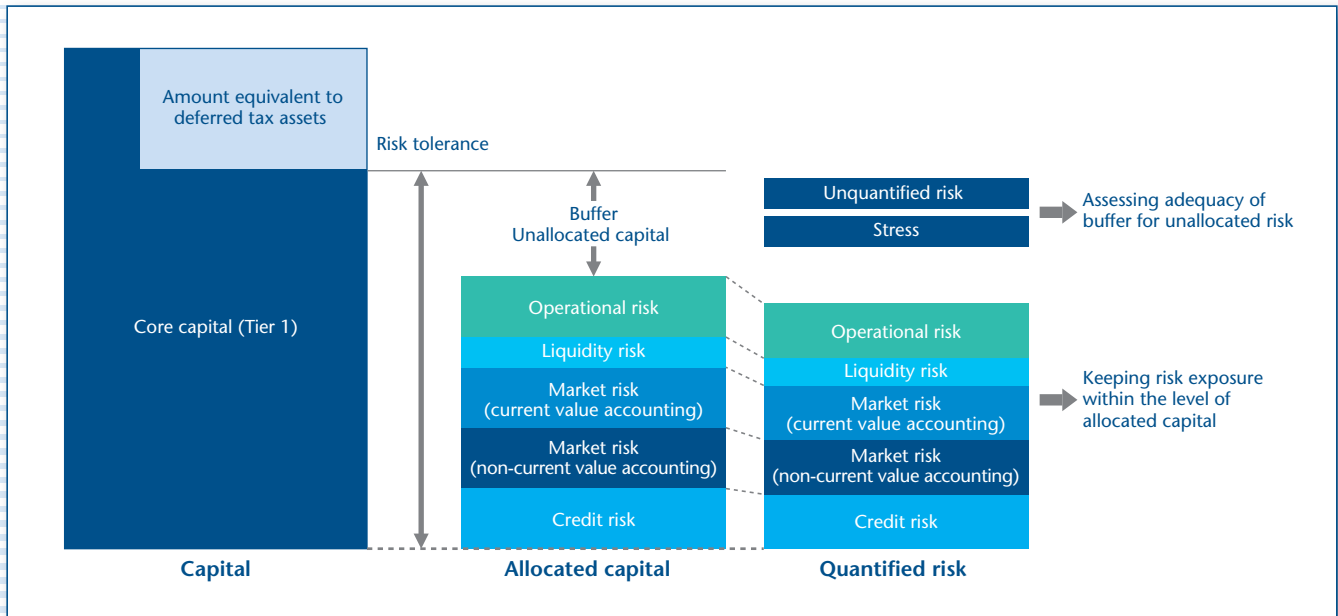 Amount equivalent to
deferred tax assets
Core capital (Tier 1)
Capital
Risk tolerance
Buffer
Unallocated capital
Operational risk
Liquidity risk
Market risk
(current value accounting)
Market risk
(non-current value accounting)
Credit risk
Allocated capital
Unquantified risk
Stress
Operational risk
Liquidity risk
Market risk
(current value accounting)
Market risk
(non-current value accounting)
Credit risk
Quantified risk
Assessing adequacy of
buffer for unallocated risk
Keeping risk exposure
within the level of
allocated capital